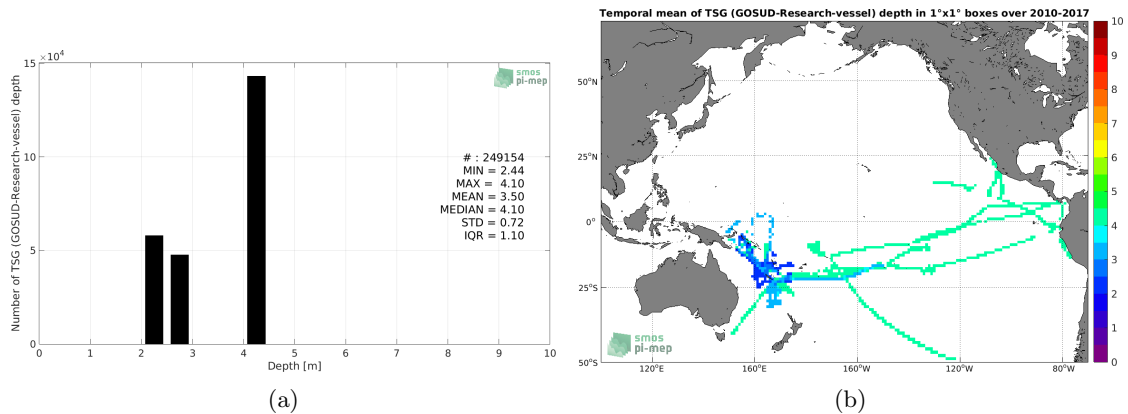 ×10⁴
15
10
5
0
Number of TSG (GOSUD-Research-vessel) depth
smos
pi-mep
# : 249154
MIN = 2.44
MAX = 4.10
MEAN = 3.50
MEDIAN = 4.10
STD = 0.72
IQR = 1.10
smos
pi-mep
0 1 2 3 4 5 6 7 8 9 10
Depth [m]
(a)
Temporal mean of TSG (GOSUD-Research-vessel) depth in 1°x1° boxes over 2010-2017
50°N
25°N
0°
25°S
50°S
smos
pi-mep
120°E 160°E 160°W 120°W 80°W
10
9
8
7
6
5
4
3
2
1
0
(b)